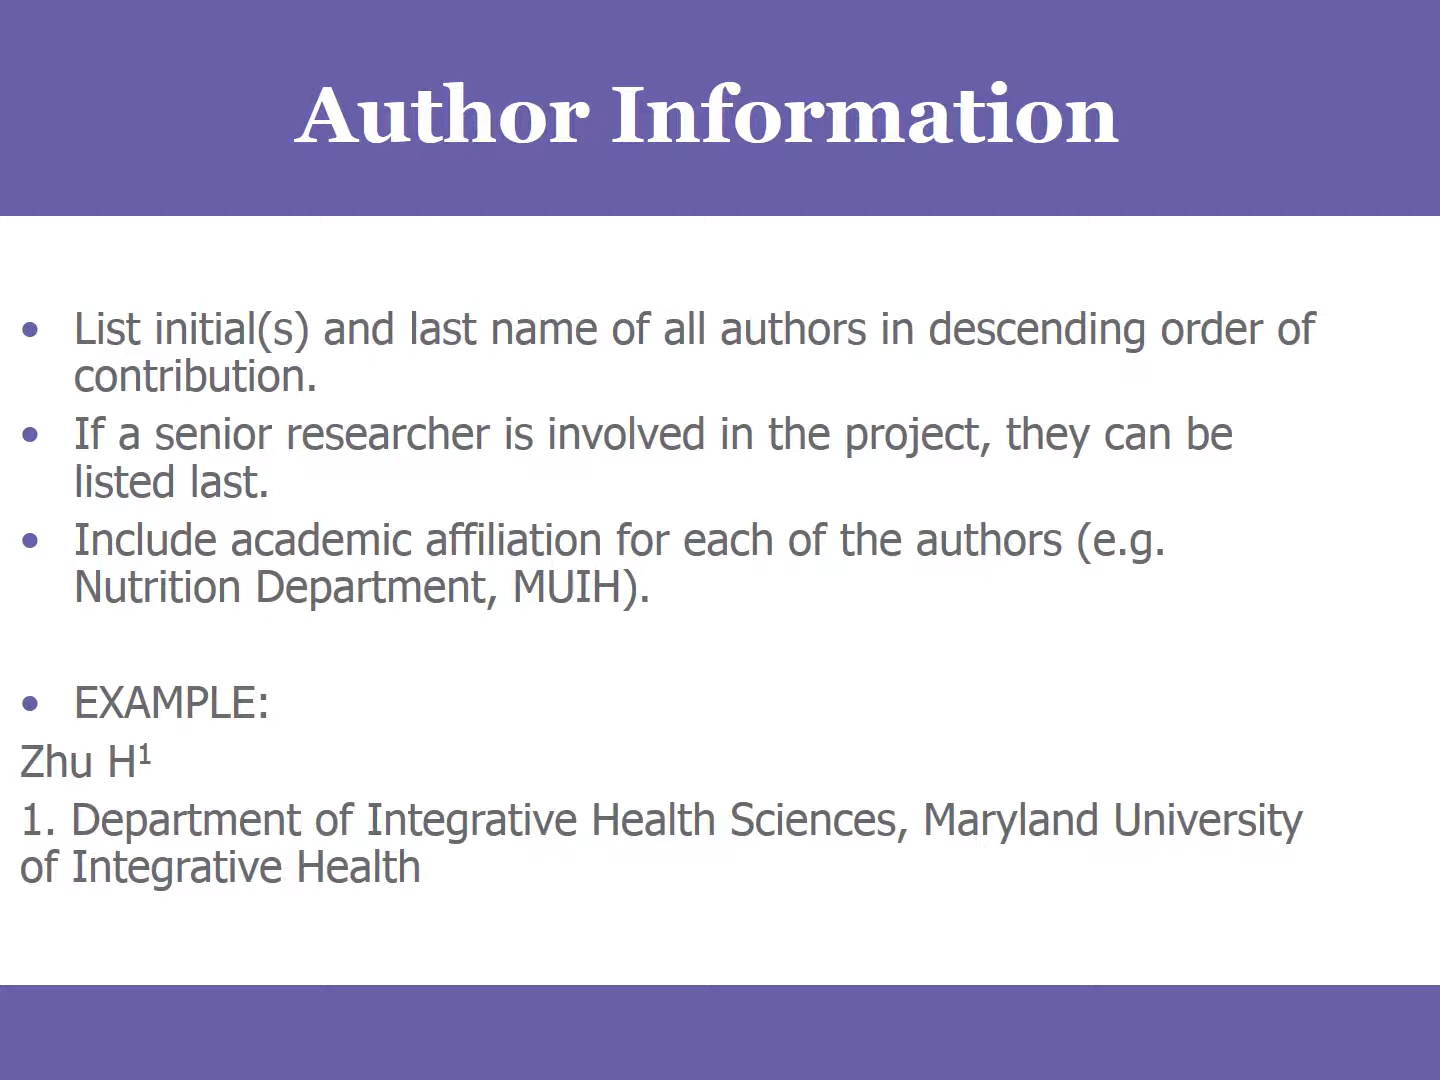 Author Information
• List initial(s) and last name of all authors in descending order of
contribution.
• If a senior researcher is involved in the project, they can be
listed last.
• Include academic affiliation for each of the authors (e.g.
Nutrition Department, MUIH).
• EXAMPLE:
Zhu H¹
1. Department of Integrative Health Sciences, Maryland University
of Integrative Health